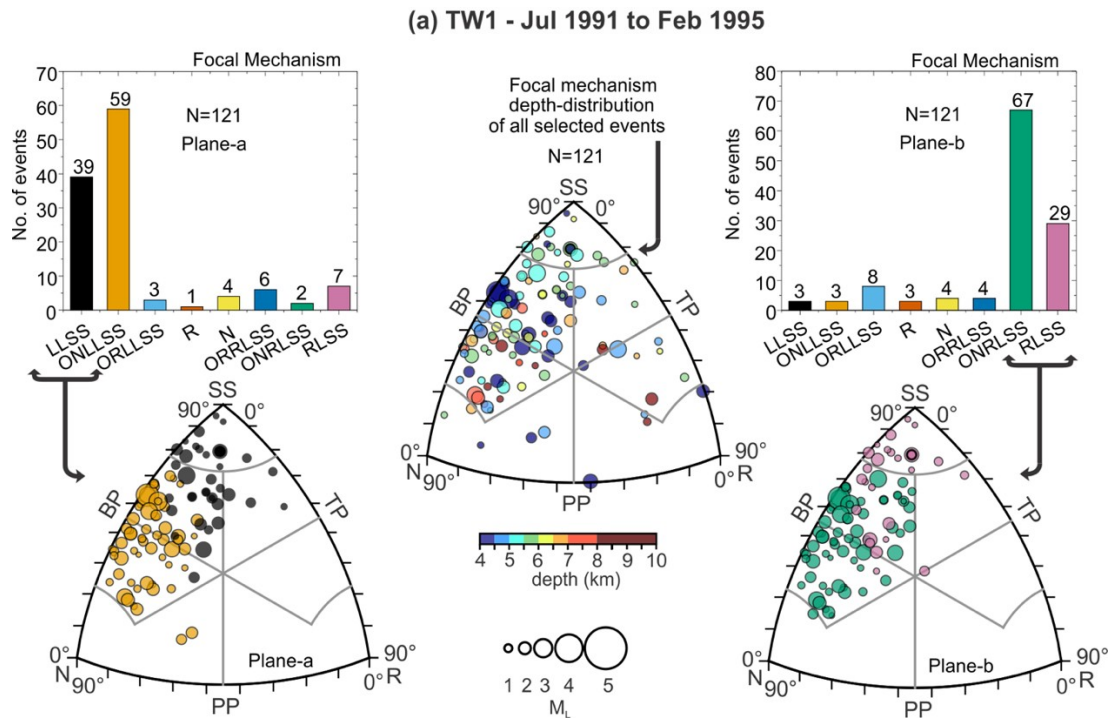 (a) TW1 - Jul 1991 to Feb 1995
Focal Mechanism
70
60
50
40
30
20
10
0
No. of events
N=121
Plane-a
39
59
3
1
4
6
2
7
LLSS
ONLLSS
ORLLSS
R
N
ORRLSS
ONRLSS
RLSS
Focal mechanism
depth-distribution
of all selected events
N=121
SS
90°
0°
BP
TP
0°
N
90°
PP
90°
R
0°
Focal Mechanism
80
70
60
50
40
30
20
10
0
No. of events
N=121
Plane-b
3
3
8
3
4
4
67
29
LLSS
ONLLSS
ORLLSS
R
N
ORRLSS
ONRLSS
RLSS
SS
90°
0°
BP
TP
0°
N
90°
Plane-a
PP
90°
0°
R
4 5 6 7 8 9 10
depth (km)
1 2 3 4 5
ML
SS
90°
0°
BP
TP
0°
N
90°
Plane-b
PP
90°
0°
R